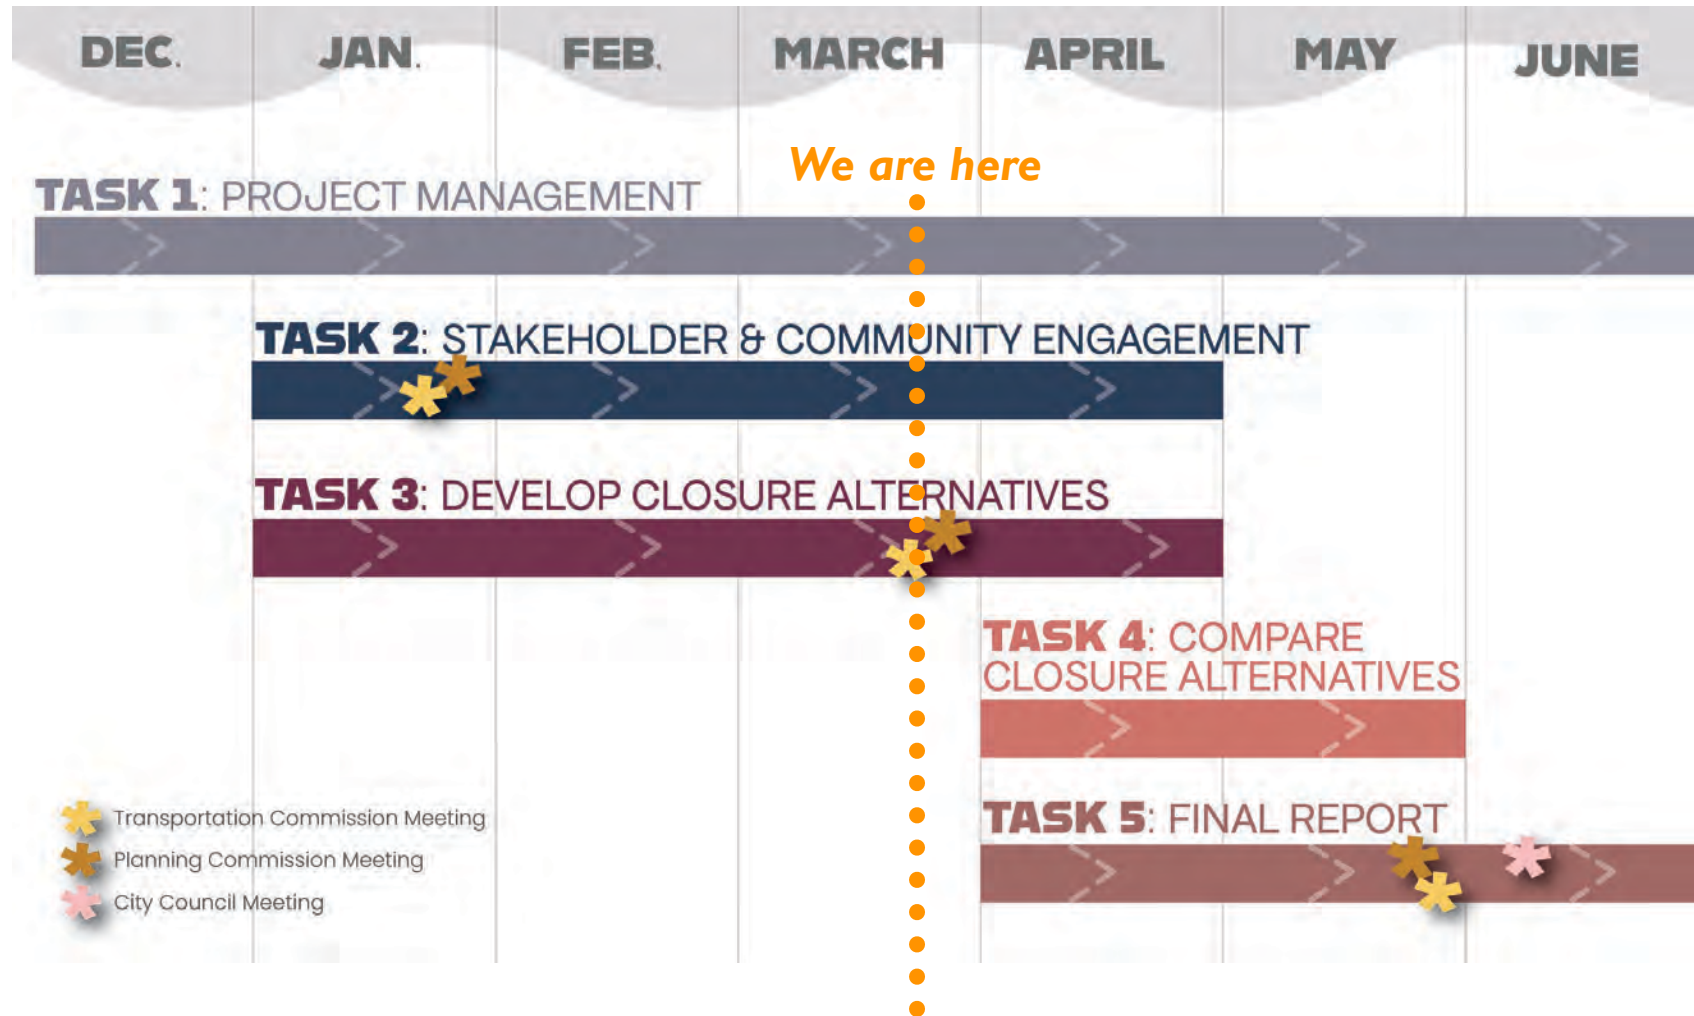 DEC. JAN. FEB. MARCH APRIL MAY JUNE
We are here
TASK 1: PROJECT MANAGEMENT
TASK 2: STAKEHOLDER & COMMUNITY ENGAGEMENT
TASK 3: DEVELOP CLOSURE ALTERNATIVES
TASK 4: COMPARE
CLOSURE ALTERNATIVES
TASK 5: FINAL REPORT
Transportation Commission Meeting
Planning Commission Meeting
City Council Meeting